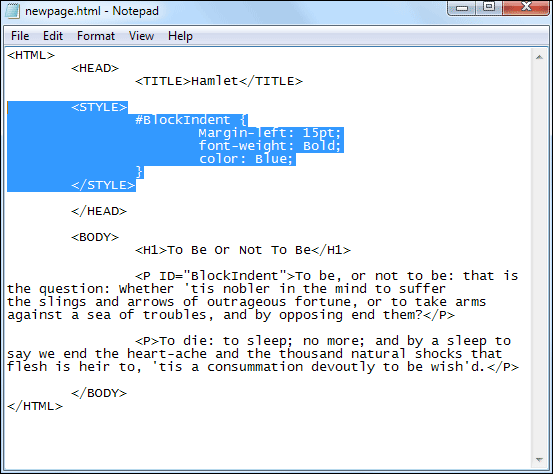 newpage.html - Notepad
File Edit Format View Help
<HTML>
<HEAD>
<TITLE>Hamlet</TITLE>
<STYLE>
#BlockIndent {
Margin-left: 15pt;
font-weight: Bold;
color: Blue;
}
</STYLE>
</HEAD>
<BODY>
<H1>To Be Or Not To Be</H1>
<P ID="BlockIndent">To be, or not to be: that is
the question: Whether 'tis nobler in the mind to suffer
the slings and arrows of outrageous fortune, or to take arms
against a sea of troubles, and by opposing end them?</P>
<P>To die: to sleep; no more; and by a sleep to
say we end the heart-ache and the thousand natural shocks that
flesh is heir to, 'tis a consummation devoutly to be wish'd.</P>
</BODY>
</HTML>